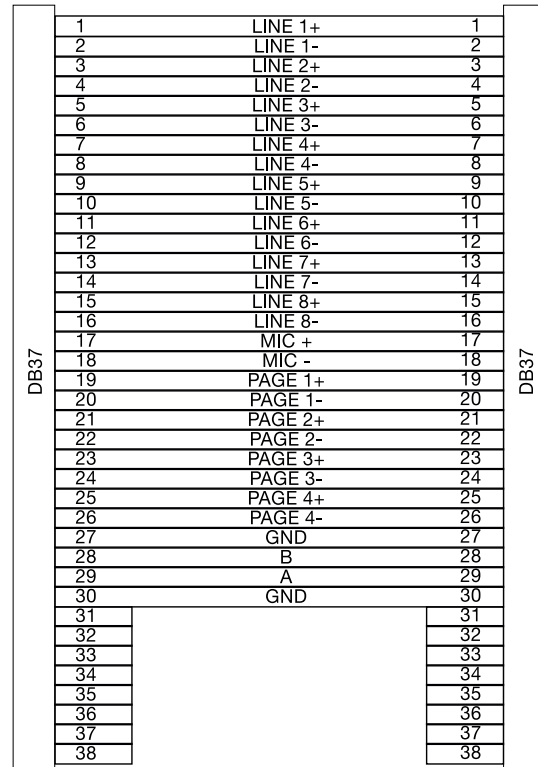 1 LINE 1+ 1
2 LINE 1- 2
3 LINE 2+ 3
4 LINE 2- 4
5 LINE 3+ 5
6 LINE 3- 6
7 LINE 4+ 7
8 LINE 4- 8
9 LINE 5+ 9
10 LINE 5- 10
11 LINE 6+ 11
12 LINE 6- 12
13 LINE 7+ 13
14 LINE 7- 14
15 LINE 8+ 15
16 LINE 8- 16
17 MIC + 17
18 MIC - 18
DB37
DB37
19 PAGE 1+ 19
20 PAGE 1- 20
21 PAGE 2+ 21
22 PAGE 2- 22
23 PAGE 3+ 23
24 PAGE 3- 24
25 PAGE 4+ 25
26 PAGE 4- 26
27 GND 27
28 B 28
29 A 29
30 GND 30
31 31
32 32
33 33
34 34
35 35
36 36
37 37
38 38